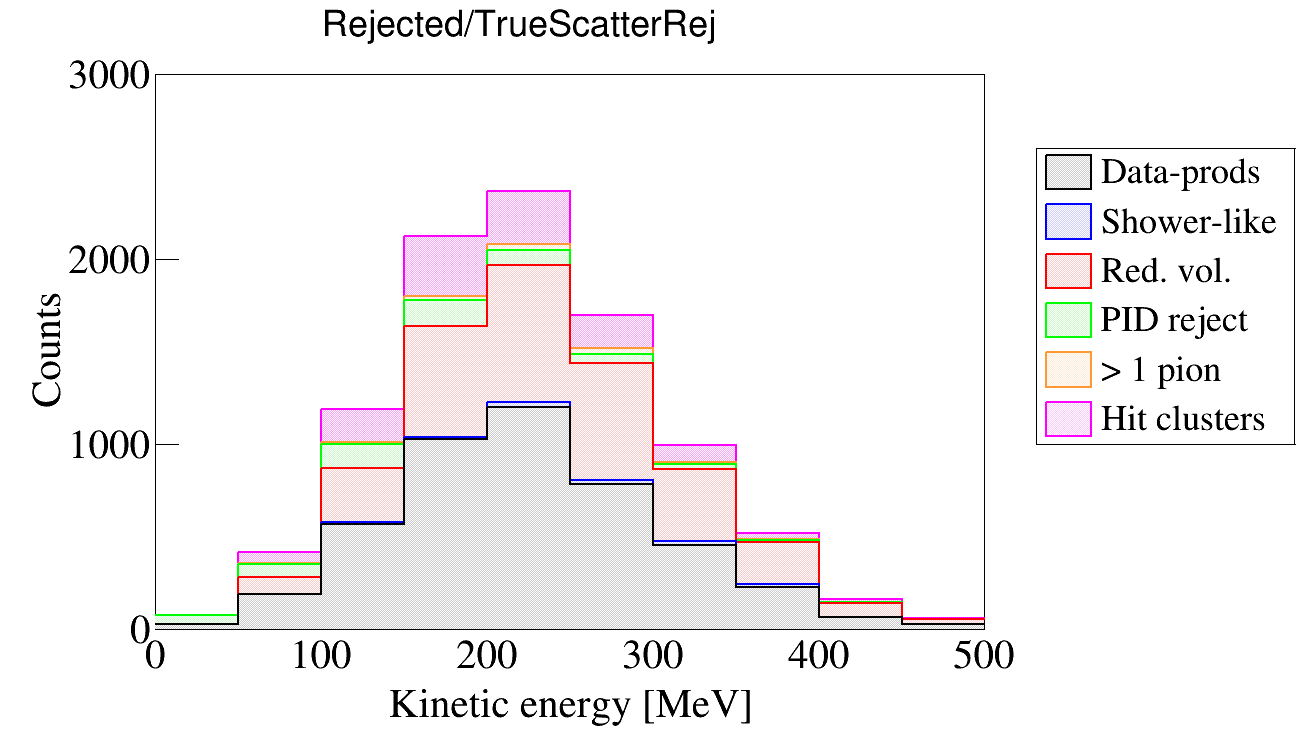 Rejected/TrueScatterRej
3000
2000
1000
0
Counts
0 100 200 300 400 500
Kinetic energy [MeV]
Data-prods
Shower-like
Red. vol.
PID reject
> 1 pion
Hit clusters